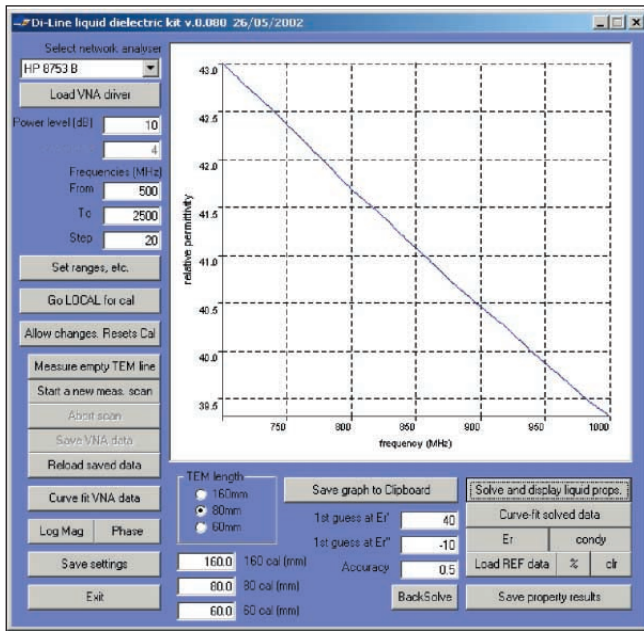 Di-Line liquid dielectric kit v.0.080 26/05/2002
Select network analyser
HP 8753 B
Load VNA driver
Power level (dB) 10
4
Frequencies (MHz)
From 500
To 2500
Step 20
Set ranges, etc.
Go LOCAL for cal
Allow changes. Resets Cal
Measure empty TEM line
Start a new meas. scan
Abort scan
Save VNA data
Reload saved data
Curve fit VNA data
Log Mag Phase
Save settings
Exit
relative permittivity
43.0
42.5
42.0
41.5
41.0
40.5
40.0
39.5
750 800 850 900 950 1000
frequency (MHz)
TEM length
160mm
80mm
60mm
160.0 160 cal (mm)
80.0 80 cal (mm)
60.0 60 cal (mm)
Save graph to Clipboard
1st guess at Er' 40
1st guess at Er'' -10
Accuracy 0.5
BackSolve
Solve and display liquid props.
Curve-fit solved data
Er condy
Load REF data % clr
Save property results